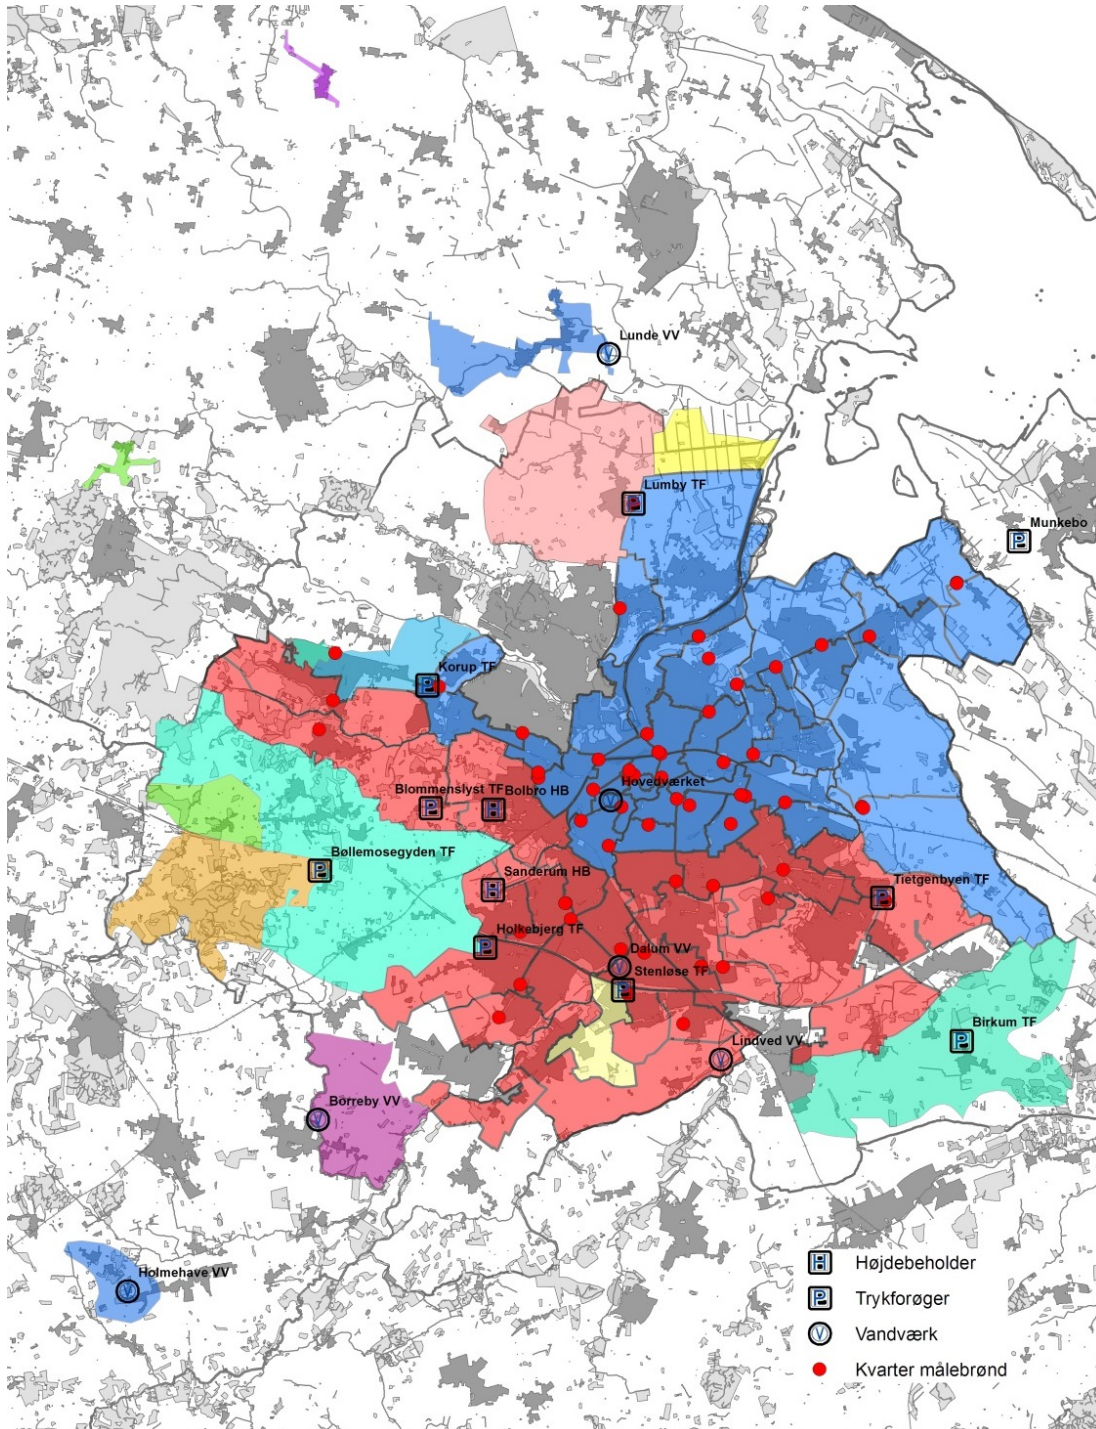 Lunde VV
Lumby TF
Munkebo
Korup TF
Hovedværket
Blommenslyst TF
Bolbro HB
Bøllemosegyden TF
Sanderum HB
Tietgenbyen TF
Holkebjerg TF
Dalum VV
Stenløse TF
Birkum TF
Lindved VV
Borreby VV
Holmehave VV
Højdebeholder
Trykforøger
Vandværk
Kvarter målebrønd